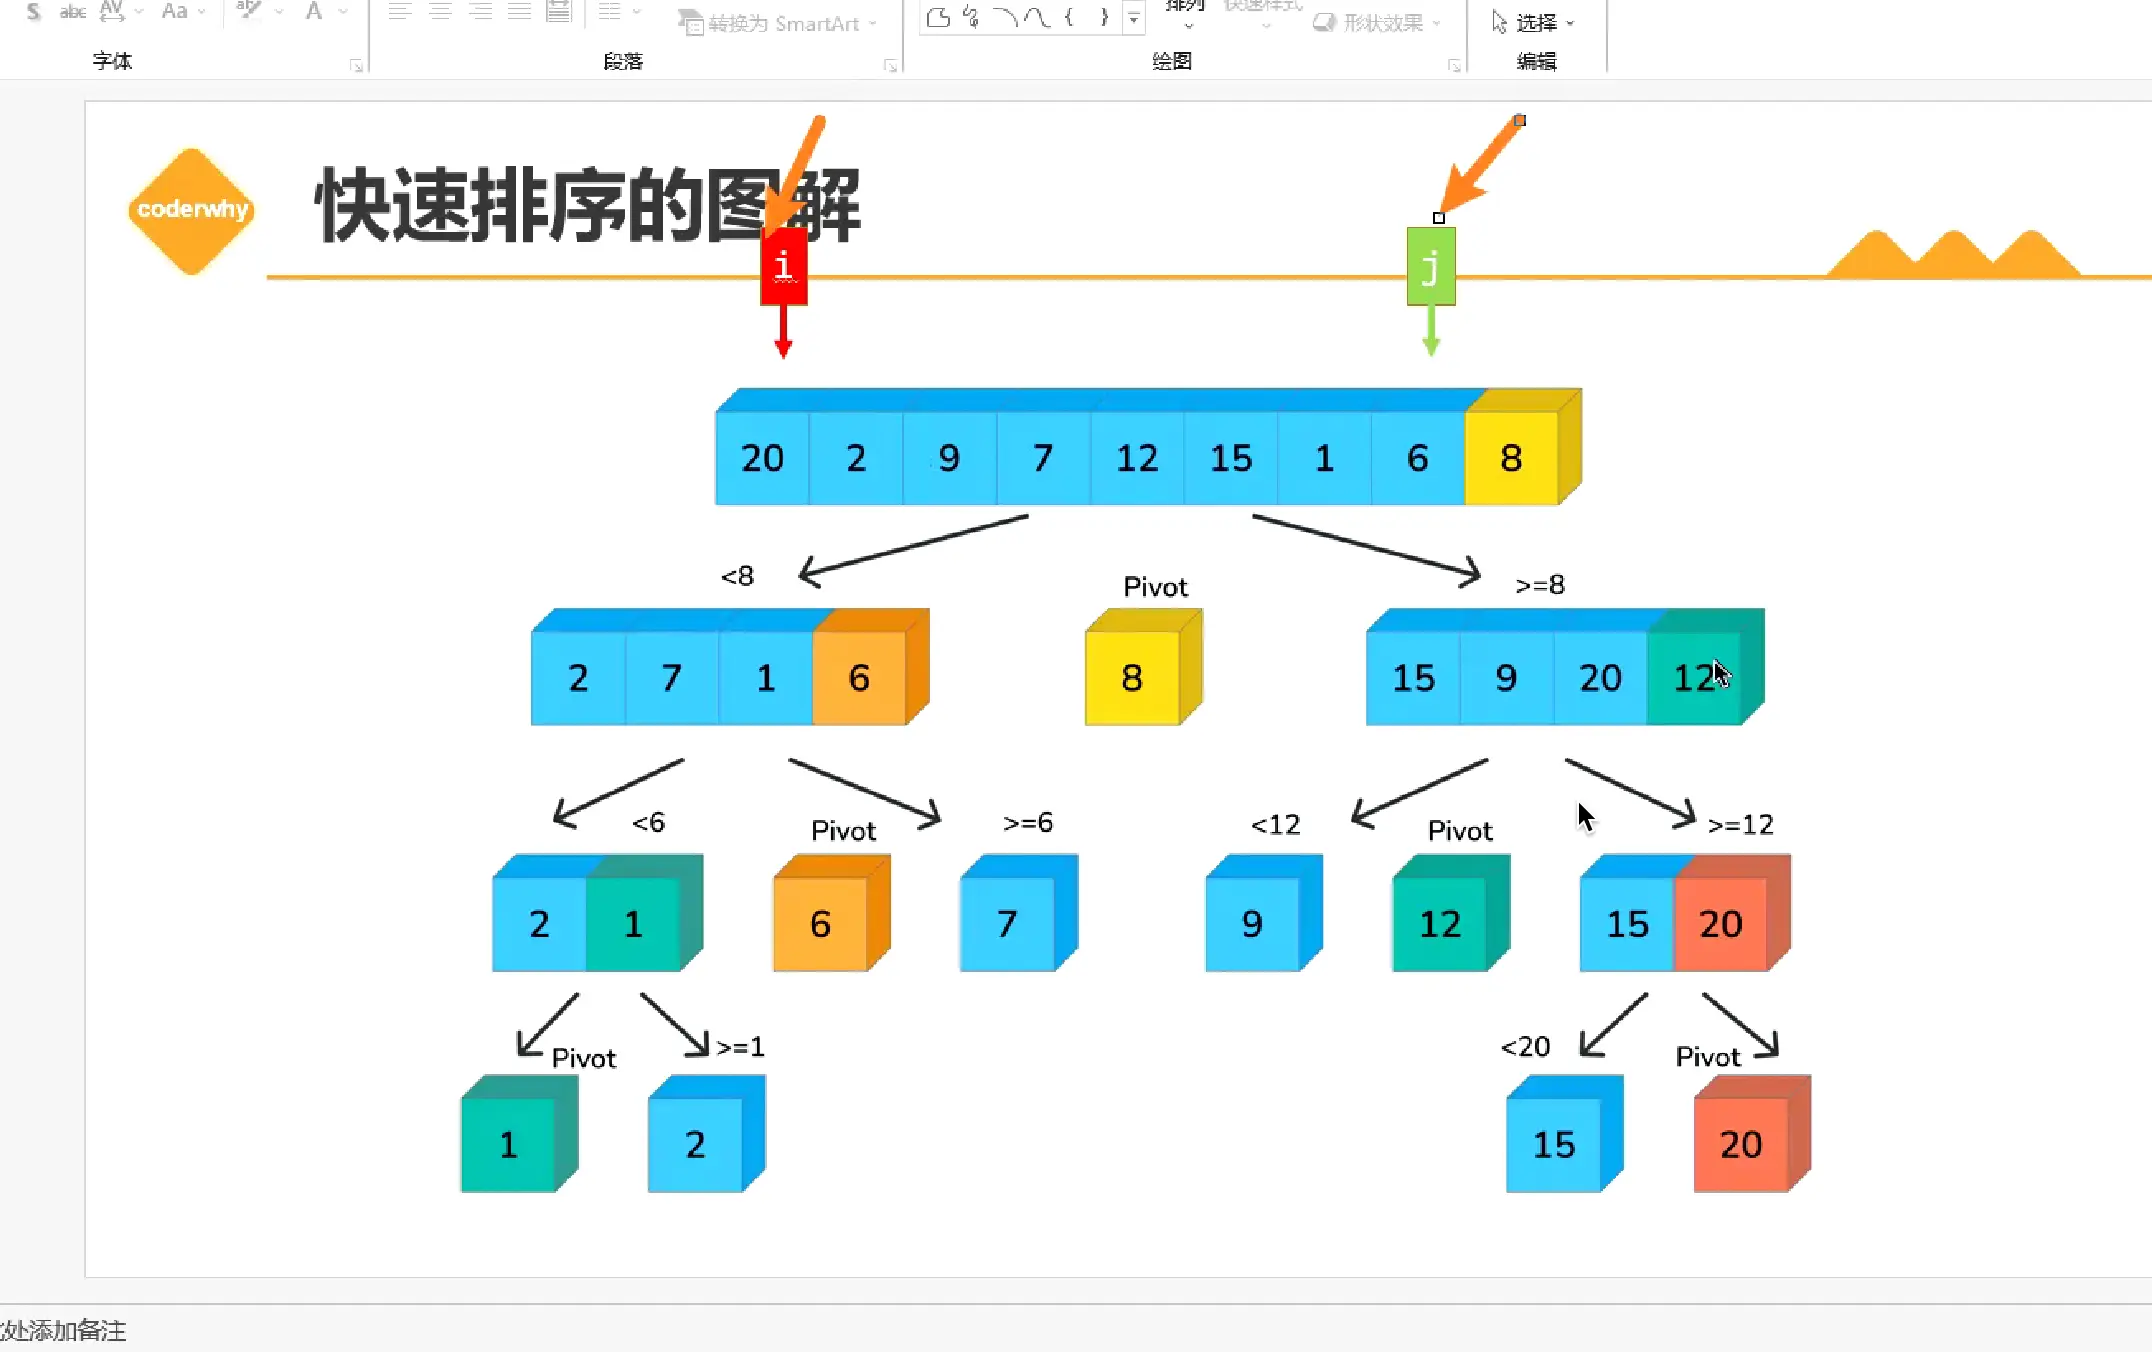 S abc AV Aa A
转换为 SmartArt
排列
快速样式
形状效果
选择
字体
段落
绘图
编辑
coderwhy
快速排序的图解
i
j
20 2 9 7 12 15 1 6 8
<8
Pivot
>=8
2 7 1 6
8
15 9 20 12
<6
Pivot
>=6
<12
Pivot
>=12
2 1
6
7
9
12
15 20
Pivot
>=1
<20
Pivot
1
2
15
20
处添加备注